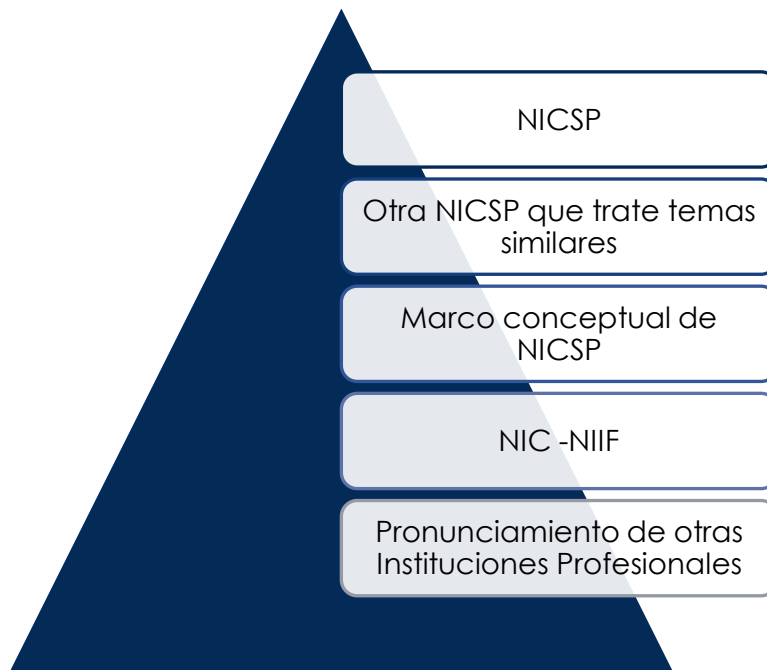 NICSP
Otra NICSP que trate temas
similares
Marco conceptual de
NICSP
NIC -NIIF
Pronunciamiento de otras
Instituciones Profesionales